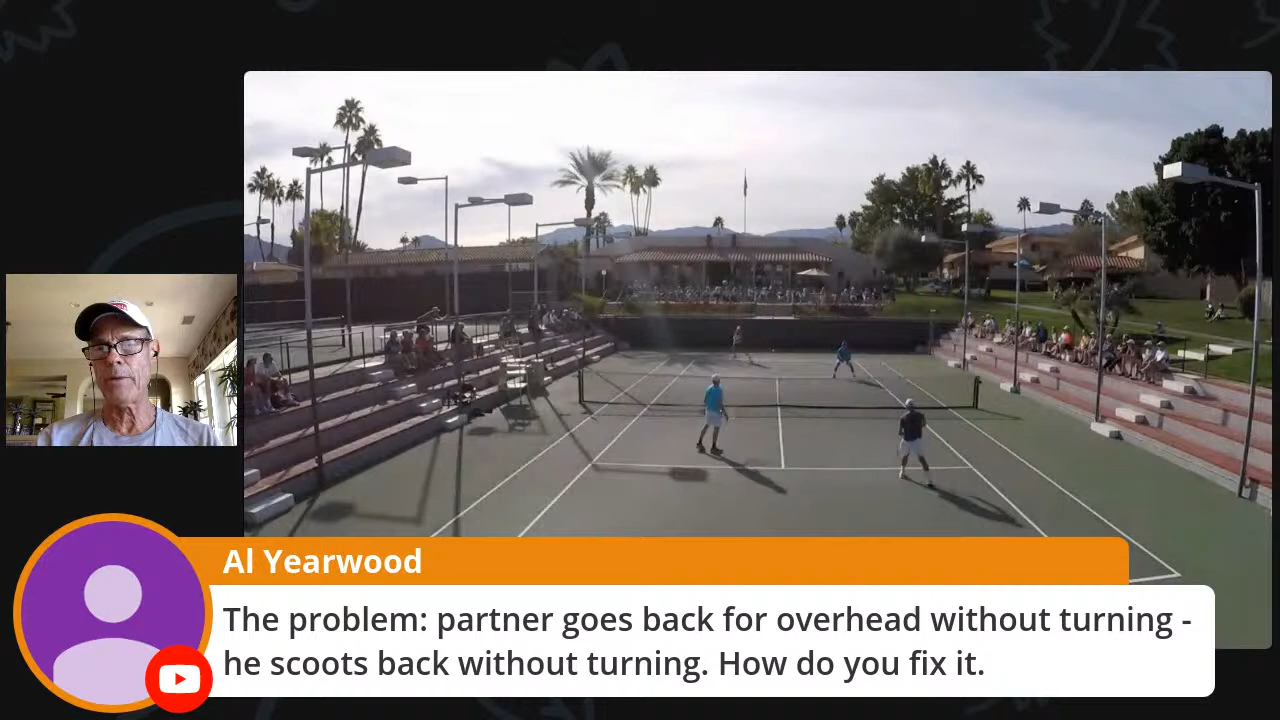 Al Yearwood
The problem: partner goes back for overhead without turning -
he scoots back without turning. How do you fix it.